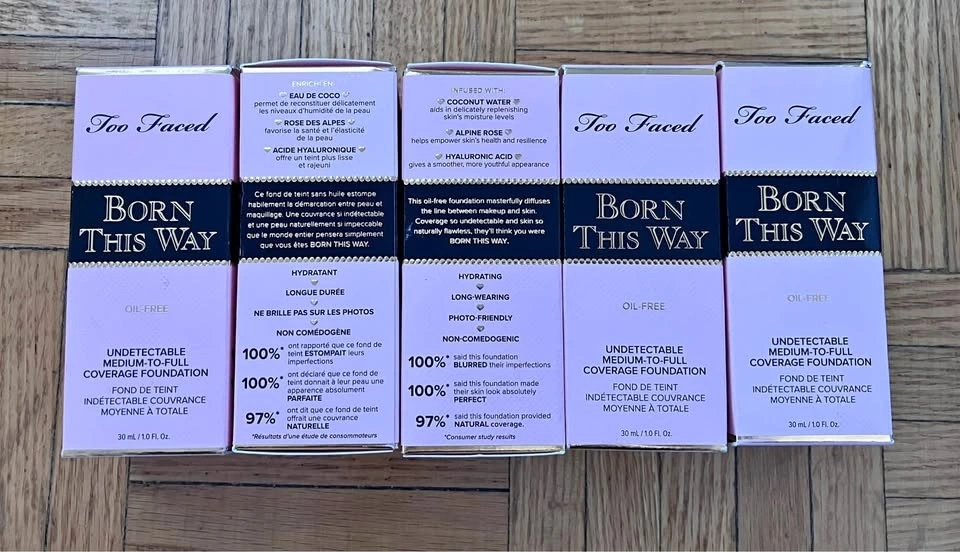 Too Faced
BORN
THIS WAY
OIL-FREE
UNDETECTABLE
MEDIUM-TO-FULL
COVERAGE FOUNDATION
FOND DE TEINT
INDÉTECTABLE COUVRANCE
MOYENNE À TOTALE
30 mL / 1.0 Fl. Oz.
ENRICHI EN:
EAU DE COCO
permet de reconstituer délicatement
les niveaux d'humidité de la peau
ROSE DES ALPES
favorise la santé et l'élasticité
de la peau
ACIDE HYALURONIQUE
offre un teint plus lisse
et rajeuni
Ce fond de teint sans huile estompe
habilement la démarcation entre peau et
maquillage. Une couvrance si indétectable
et une peau naturellement si impeccable
que le monde entier pensera simplement
que vous êtes BORN THIS WAY.
HYDRATANT
LONGUE DURÉE
NE BRILLE PAS SUR LES PHOTOS
NON COMÉDOGÈNE
100%* ont rapporté que ce fond de
teint ESTOMPAIT leurs
imperfections
100%* ont déclaré que ce fond de
teint donnait à leur peau une
apparence absolument
PARFAITE
97%* ont dit que ce fond de teint
offrait une couvrance
NATURELLE
*Résultats d'une étude de consommateurs
INFUSED WITH:
COCONUT WATER
aids in delicately replenishing
skin's moisture levels
ALPINE ROSE
helps empower skin's health and resilience
HYALURONIC ACID
gives a smoother, more youthful appearance
This oil-free foundation masterfully diffuses
the line between makeup and skin.
Coverage so undetectable and skin so
naturally flawless, they'll think you were
BORN THIS WAY.
HYDRATING
LONG-WEARING
PHOTO-FRIENDLY
NON-COMEDOGENIC
100%* said this foundation
BLURRED their imperfections
100%* said this foundation made
their skin look absolutely
PERFECT
97%* said this foundation provided
NATURAL coverage.
*Consumer study results
Too Faced
BORN
THIS WAY
OIL-FREE
UNDETECTABLE
MEDIUM-TO-FULL
COVERAGE FOUNDATION
FOND DE TEINT
INDÉTECTABLE COUVRANCE
MOYENNE À TOTALE
30 mL / 1.0 Fl. Oz.
Too Faced
BORN
THIS WAY
OIL-FREE
UNDETECTABLE
MEDIUM-TO-FULL
COVERAGE FOUNDATION
FOND DE TEINT
INDÉTECTABLE COUVRANCE
MOYENNE À TOTALE
30 mL / 1.0 Fl. Oz.